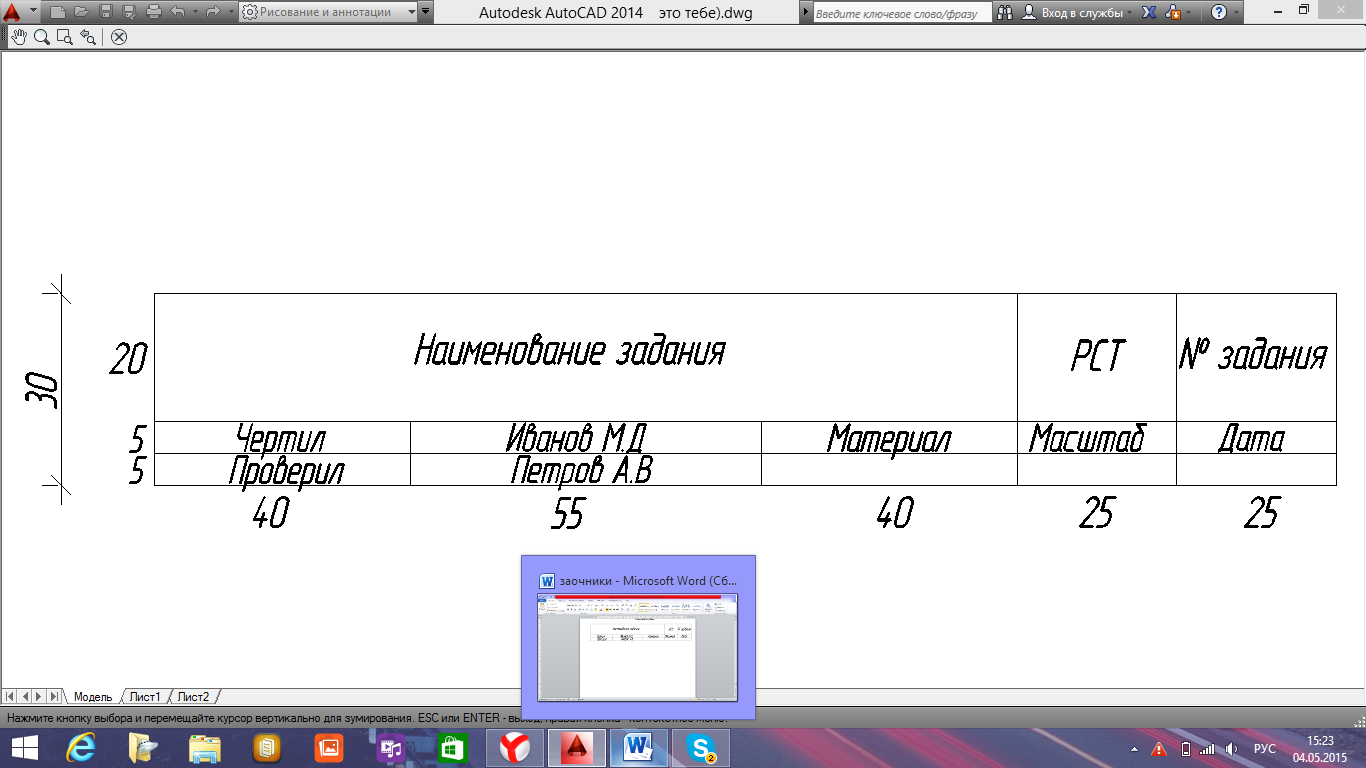 Рисование и аннотации
Autodesk AutoCAD 2014 это тебе).dwg
Введите ключевое слово/фразу
Вход в службы
Наименование задания
РСТ
№ задания
20
30
5
Чертил
Иванов М.Д
Материал
Масштаб
Дата
5
Проверил
Петров А.В
40
55
40
25
25
заочники - Microsoft Word (Сб...
Модель
Лист1
Лист2
Нажмите кнопку выбора и перемещайте курсор вертикально для зумирования. ESC или ENTER -
2
РУС
15:23
04.05.2015